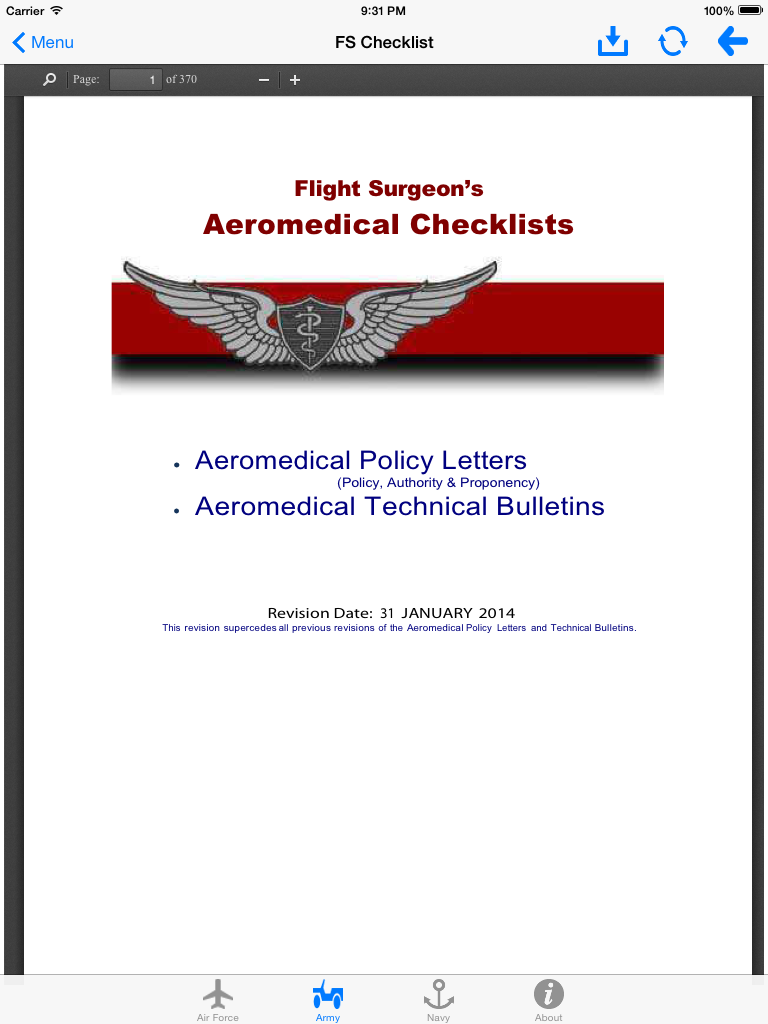 Carrier 9:31 PM 100%
Menu FS Checklist
Page: 1 of 370
Flight Surgeon's
Aeromedical Checklists
• Aeromedical Policy Letters
(Policy, Authority & Proponency)
• Aeromedical Technical Bulletins
Revision Date: 31 JANUARY 2014
This revision supercedes all previous revisions of the Aeromedical Policy Letters and Technical Bulletins.
Air Force Army Navy About